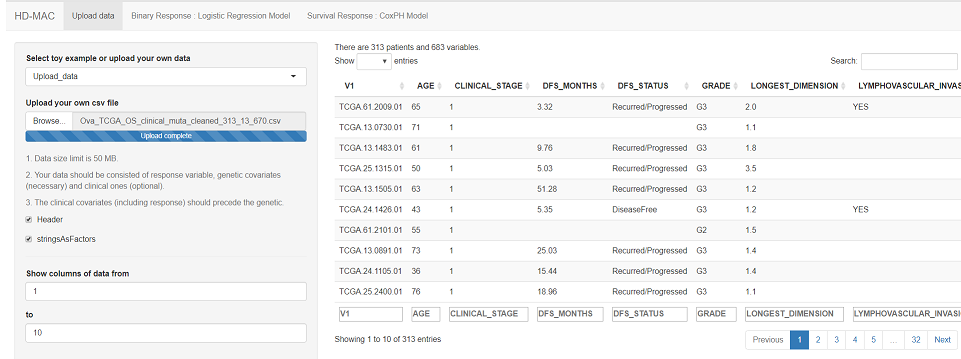 HD-MAC Upload data Binary Response : Logistic Regression Model Survival Response : CoxPH Model
Select toy example or upload your own data
Upload_data
Upload your own csv file
Browse... Ova_TCGA_OS_clinical_muta_cleaned_313_13_670.csv
Upload complete
1. Data size limit is 50 MB.
2. Your data should be consisted of response variable, genetic covariates
(necessary) and clinical ones (optional).
3. The clinical covariates (including response) should precede the genetic.
Header
stringsAsFactors
Show columns of data from
1
to
10
There are 313 patients and 683 variables.
Show entries Search:
V1 AGE CLINICAL_STAGE DFS_MONTHS DFS_STATUS GRADE LONGEST_DIMENSION LYMPHOVASCULAR_INVAS
TCGA.61.2009.01 65 1 3.32 Recurred/Progressed G3 2.0 YES
TCGA.13.0730.01 71 1 G3 1.1
TCGA.13.1483.01 61 1 9.76 Recurred/Progressed G3 1.8
TCGA.25.1315.01 50 1 5.03 Recurred/Progressed G3 3.5
TCGA.13.1505.01 63 1 51.28 Recurred/Progressed G3 1.2
TCGA.24.1426.01 43 1 5.35 DiseaseFree G3 1.2 YES
TCGA.61.2101.01 55 1 G2 1.5
TCGA.13.0891.01 73 1 25.03 Recurred/Progressed G3 1.4
TCGA.24.1105.01 36 1 15.44 Recurred/Progressed G3 1.4
TCGA.25.2400.01 76 1 18.96 Recurred/Progressed G3 1.1
V1 AGE CLINICAL_STAGE DFS_MONTHS DFS_STATUS GRADE LONGEST_DIMENSION LYMPHOVASCULAR_INVASI
Showing 1 to 10 of 313 entries Previous 1 2 3 4 5 ... 32 Next